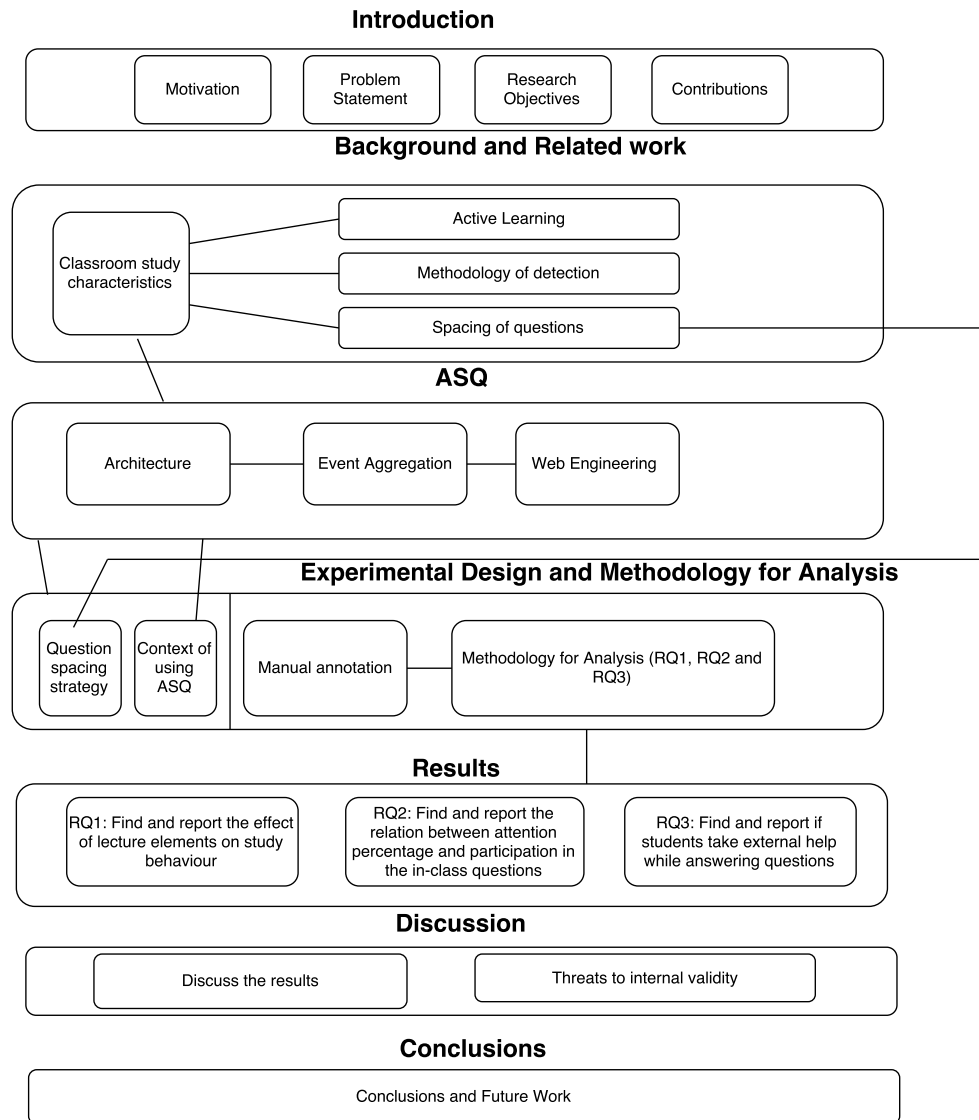 Introduction
Motivation
Problem
Statement
Research
Objectives
Contributions
Background and Related work
Classroom study
characteristics
Active Learning
Methodology of detection
Spacing of questions
ASQ
Architecture
Event Aggregation
Web Engineering
Experimental Design and Methodology for Analysis
Question
spacing
strategy
Context of
using
ASQ
Manual annotation
Methodology for Analysis (RQ1, RQ2 and
RQ3)
Results
RQ1: Find and report the effect
of lecture elements on study
behaviour
RQ2: Find and report the
relation between attention
percentage and participation in
the in-class questions
RQ3: Find and report if
students take external help
while answering questions
Discussion
Discuss the results
Threats to internal validity
Conclusions
Conclusions and Future Work